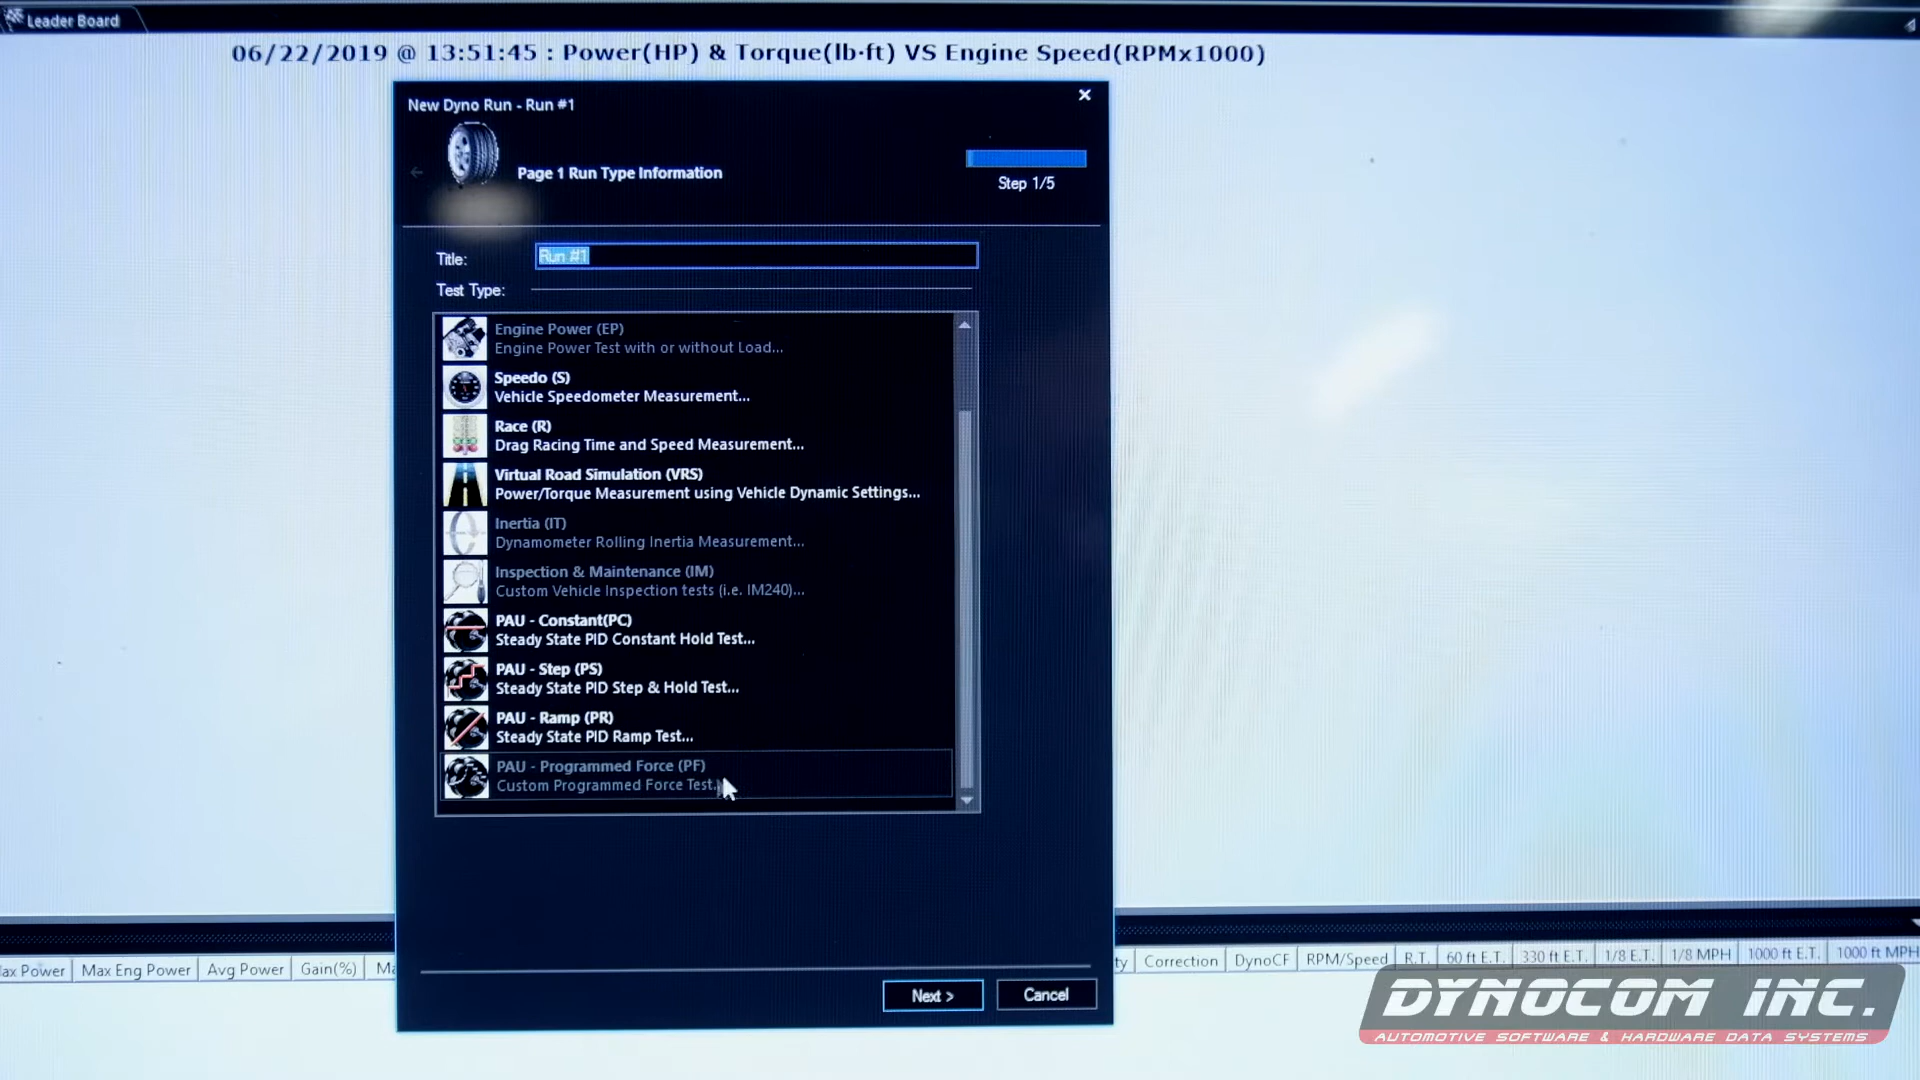 Leader Board
06/22/2019 @ 13:51:45 : Power(HP) & Torque(lb·ft) VS Engine Speed(RPMx1000)
New Dyno Run - Run #1
Page 1 Run Type Information
Step 1/5
Title:
Run #1
Test Type:
Engine Power (EP)
Engine Power Test with or without Load...
Speedo (S)
Vehicle Speedometer Measurement...
Race (R)
Drag Racing Time and Speed Measurement...
Virtual Road Simulation (VRS)
Power/Torque Measurement using Vehicle Dynamic Settings...
Inertia (IT)
Dynamometer Rolling Inertia Measurement...
Inspection & Maintenance (IM)
Custom Vehicle Inspection tests (i.e. IM240)...
PAU - Constant(PC)
Steady State PID Constant Hold Test...
PAU - Step (PS)
Steady State PID Step & Hold Test...
PAU - Ramp (PR)
Steady State PID Ramp Test...
PAU - Programmed Force (PF)
Custom Programmed Force Test.
ax Power Max Eng Power Avg Power Gain(%) Ma ty Correction DynoCF RPM/Speed R.T. 60 ft E.T. 330 ft E.T. 1/8 E.T. 1/8 MPH 1000 ft E.T. 1000 ft MPH
Next > Cancel
DYNOCOM INC.
AUTOMOTIVE SOFTWARE & HARDWARE DATA SYSTEMS